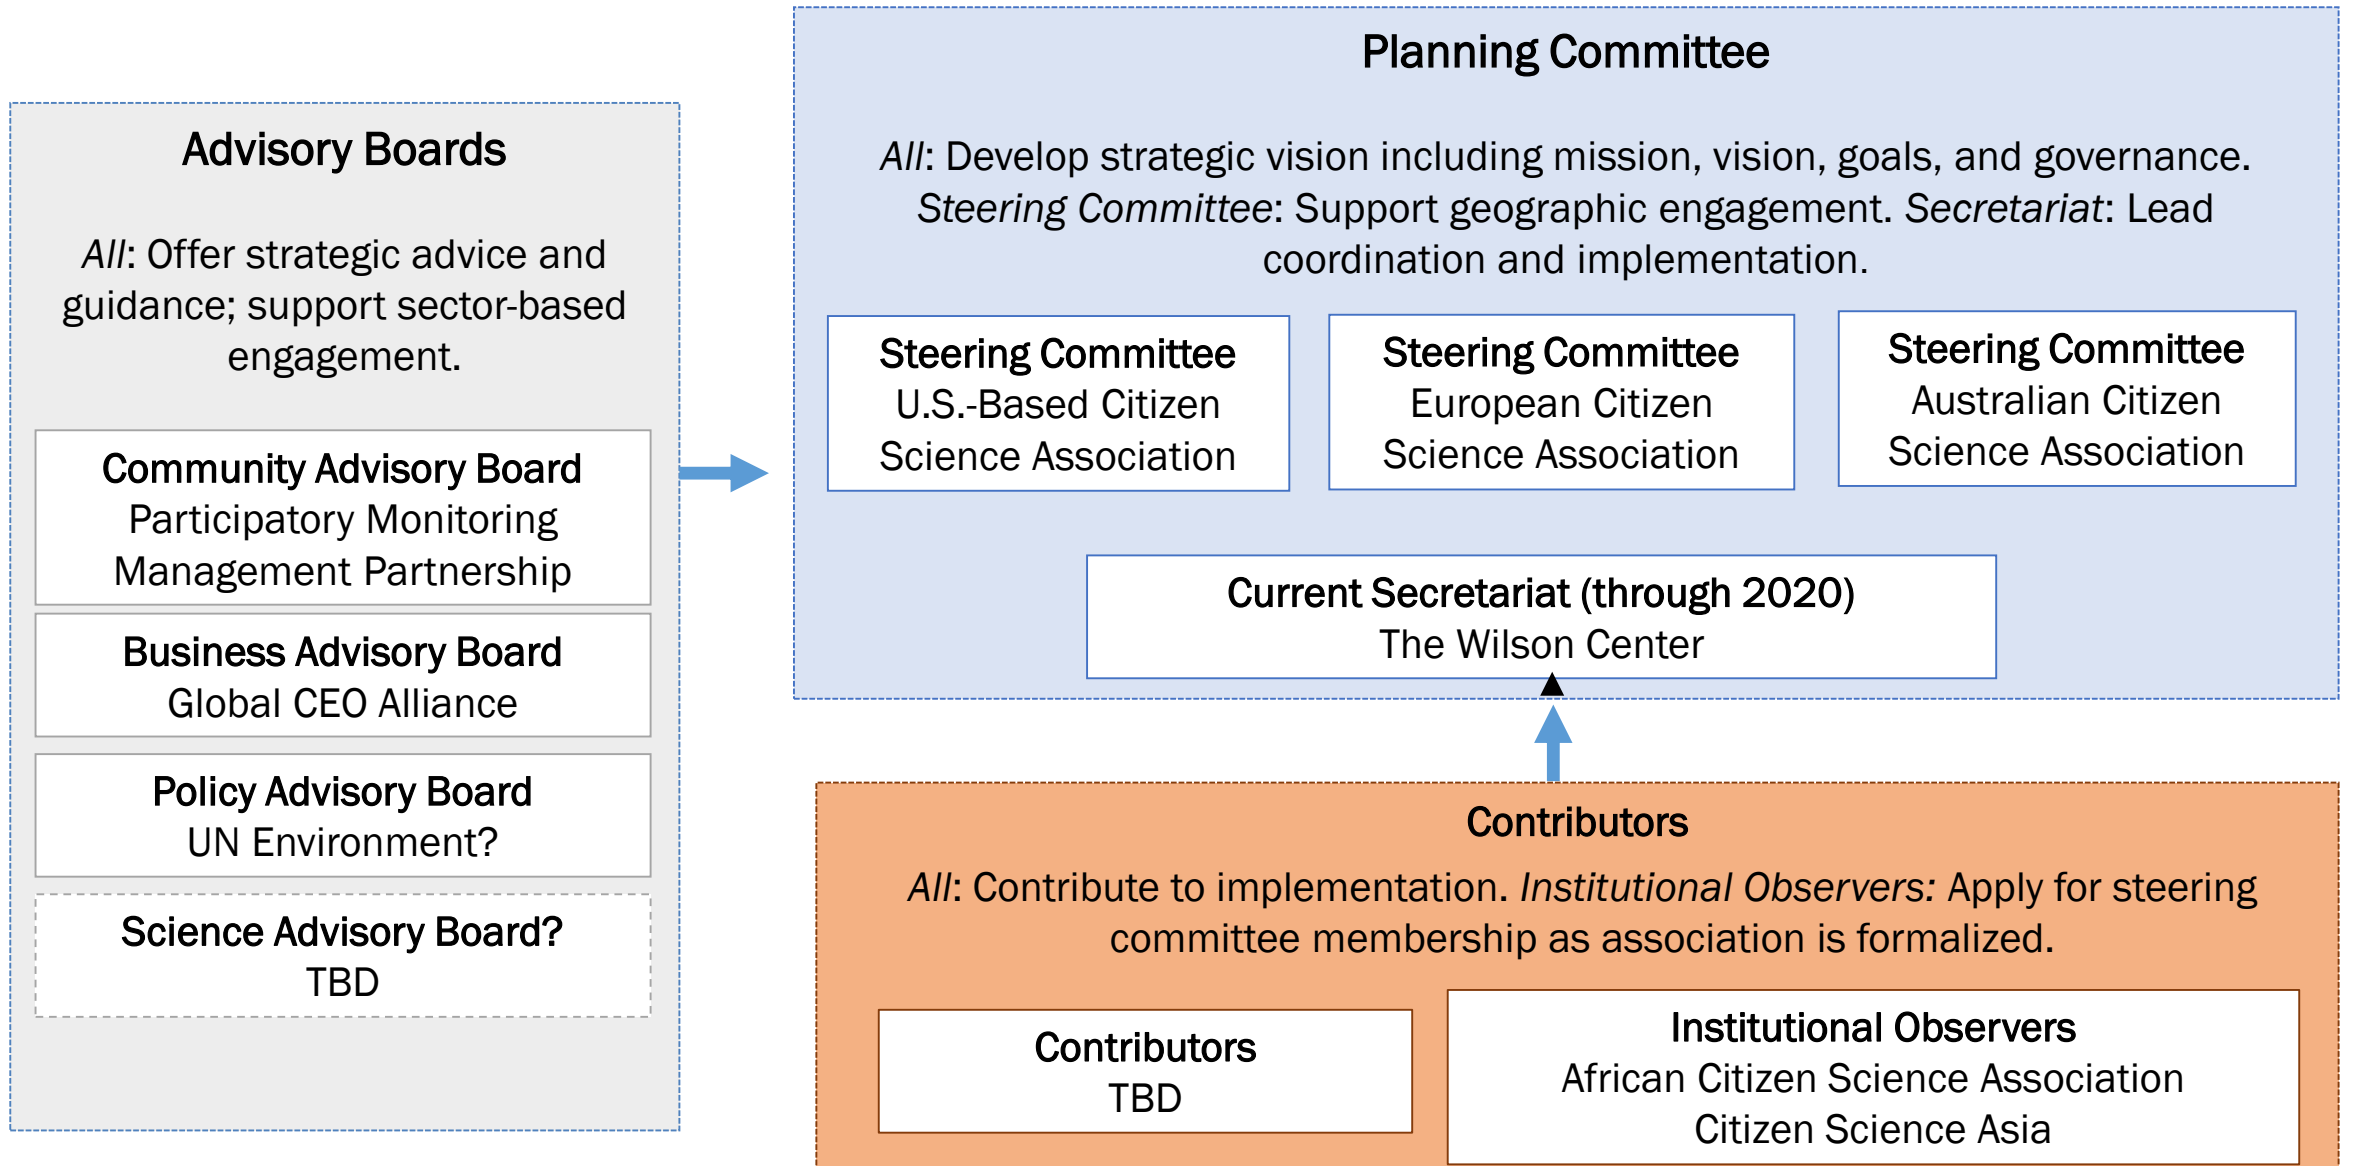 Advisory Boards
All: Offer strategic advice and
guidance; support sector-based
engagement.
Community Advisory Board
Participatory Monitoring
Management Partnership
Business Advisory Board
Global CEO Alliance
Policy Advisory Board
UN Environment?
Science Advisory Board?
TBD
Planning Committee
All: Develop strategic vision including mission, vision, goals, and governance.
Steering Committee: Support geographic engagement. Secretariat: Lead
coordination and implementation.
Steering Committee
U.S.-Based Citizen
Science Association
Steering Committee
European Citizen
Science Association
Steering Committee
Australian Citizen
Science Association
Current Secretariat (through 2020)
The Wilson Center
Contributors
All: Contribute to implementation. Institutional Observers: Apply for steering
committee membership as association is formalized.
Contributors
TBD
Institutional Observers
African Citizen Science Association
Citizen Science Asia